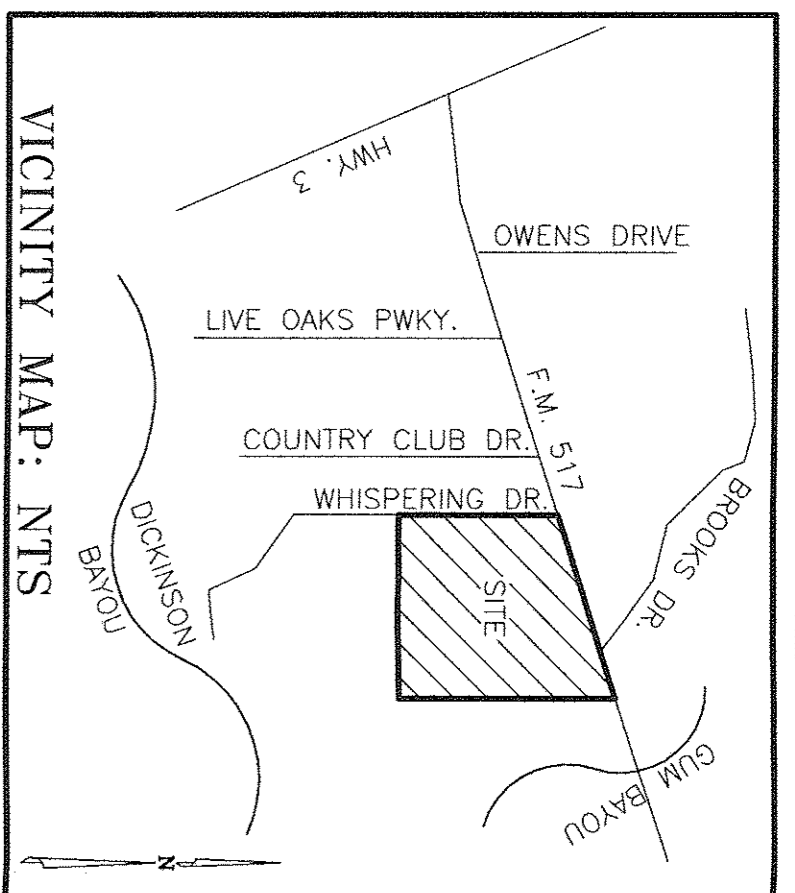 HWY. 3
OWENS DRIVE
LIVE OAKS PWKY.
F.M. 517
COUNTRY CLUB DR.
WHISPERING DR.
BROOKS DR.
SITE
DICKINSON
BAYOU
GUM BAYOU
N
VICINITY MAP: NTS